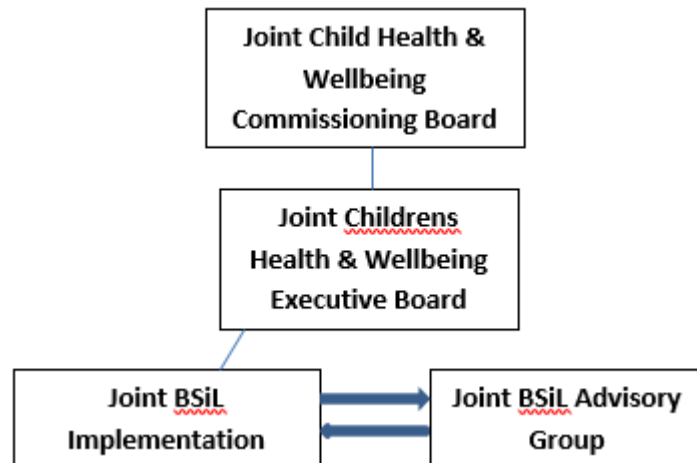 Joint Child Health &
Wellbeing
Commissioning Board
Joint Childrens
Health & Wellbeing
Executive Board
Joint BSiL
Implementation
Joint BSiL Advisory
Group